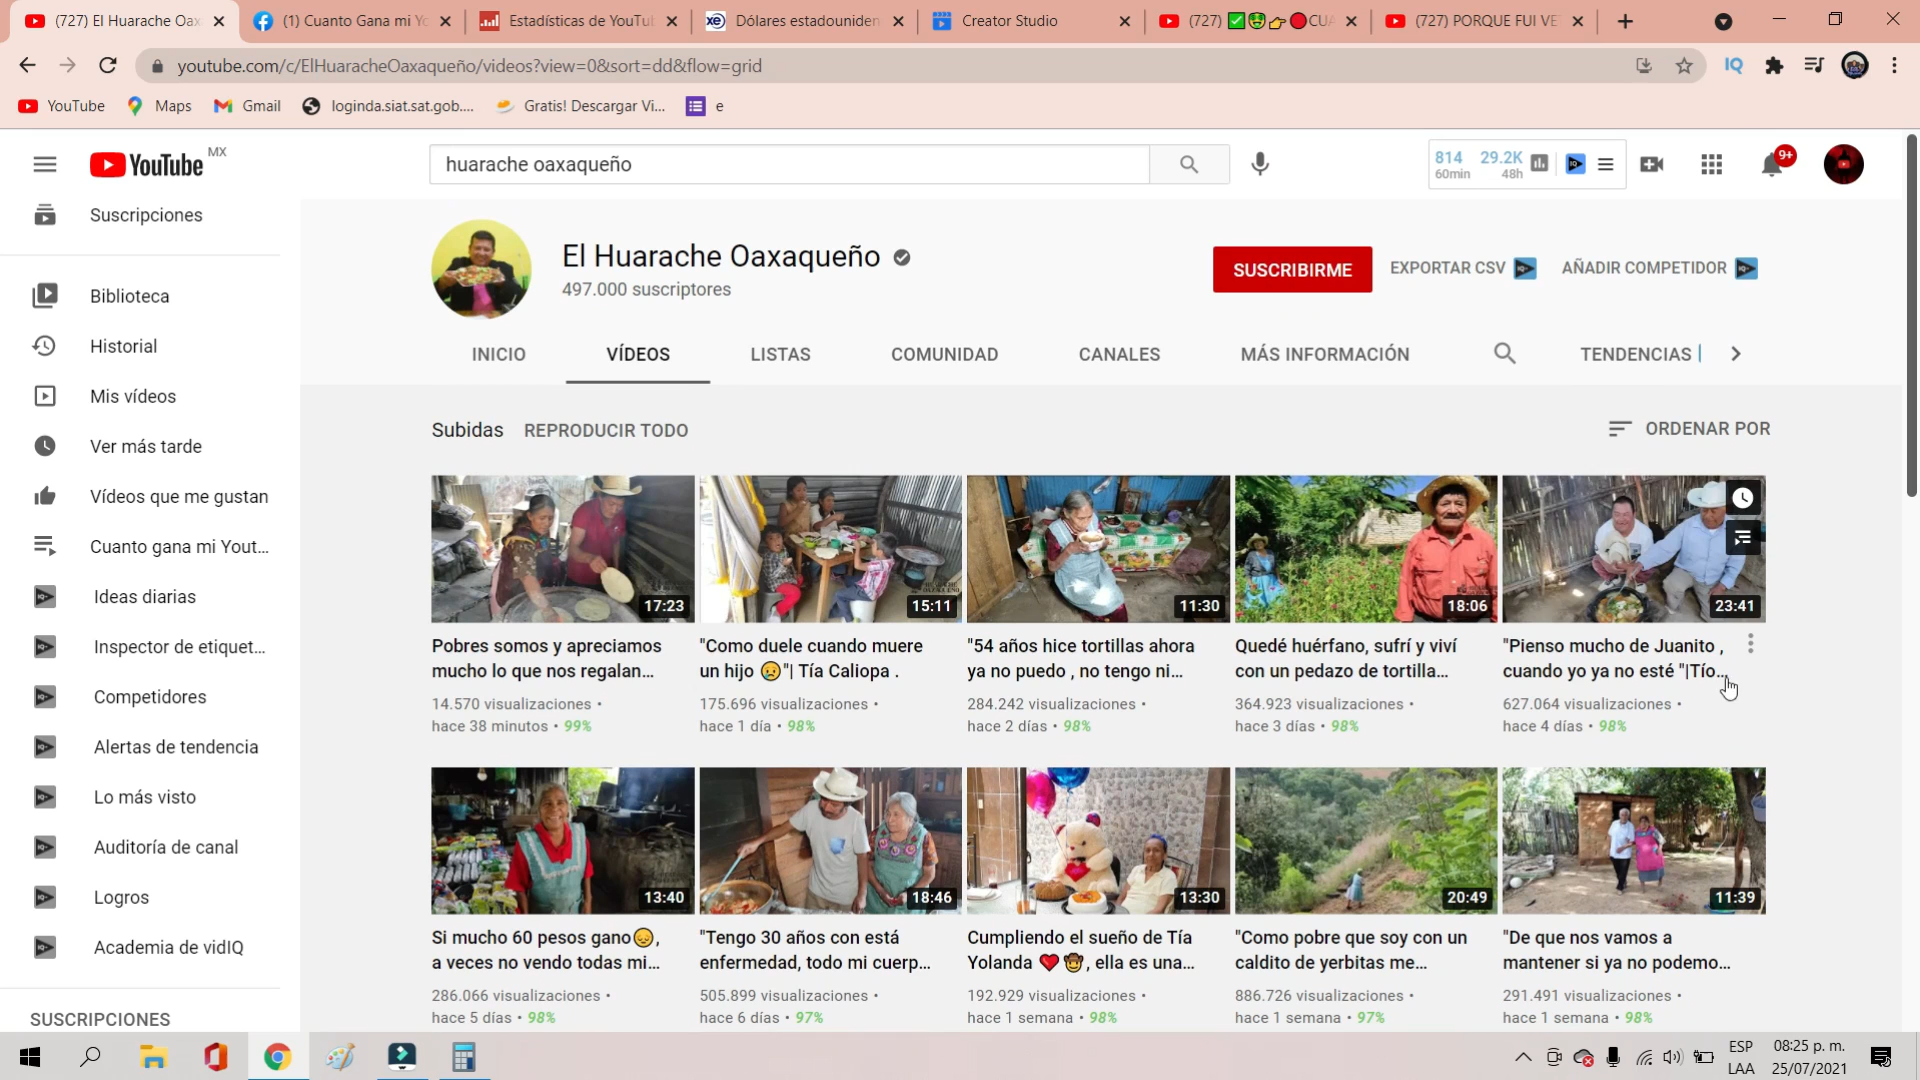 (727) El Huarache Oax
(1) Cuanto Gana mi Yo
Estadísticas de YouTub
Dólares estadouniden
Creator Studio
(727) ✅🤑👉🔴CUA
(727) PORQUE FUI VE
youtube.com/c/ElHuaracheOaxaqueño/videos?view=0&sort=dd&flow=grid
YouTube
Maps
Gmail
loginda.siat.sat.gob....
Gratis! Descargar Vi...
e
YouTube MX
huarache oaxaqueño
814 29.2K
60min 48h
9+
Suscripciones
Biblioteca
Historial
Mis vídeos
Ver más tarde
Vídeos que me gustan
Cuanto gana mi Yout...
Ideas diarias
Inspector de etiquet...
Competidores
Alertas de tendencia
Lo más visto
Auditoría de canal
Logros
Academia de vidIQ
SUSCRIPCIONES
El Huarache Oaxaqueño
497.000 suscriptores
SUSCRIBIRME
EXPORTAR CSV
AÑADIR COMPETIDOR
INICIO
VÍDEOS
LISTAS
COMUNIDAD
CANALES
MÁS INFORMACIÓN
TENDENCIAS
Subidas
REPRODUCIR TODO
ORDENAR POR
17:23
Pobres somos y apreciamos
mucho lo que nos regalan...
14.570 visualizaciones •
hace 38 minutos • 99%
15:11
"Como duele cuando muere
un hijo 😥"| Tía Caliopa .
175.696 visualizaciones •
hace 1 día • 98%
11:30
"54 años hice tortillas ahora
ya no puedo , no tengo ni...
284.242 visualizaciones •
hace 2 días • 98%
18:06
Quedé huérfano, sufrí y viví
con un pedazo de tortilla...
364.923 visualizaciones •
hace 3 días • 98%
23:41
"Pienso mucho de Juanito ,
cuando yo ya no esté "|Tío...
627.064 visualizaciones •
hace 4 días • 98%
13:40
Si mucho 60 pesos gano😞,
a veces no vendo todas mi...
286.066 visualizaciones •
hace 5 días • 98%
18:46
"Tengo 30 años con está
enfermedad, todo mi cuerp...
505.899 visualizaciones •
hace 6 días • 97%
13:30
Cumpliendo el sueño de Tía
Yolanda ❤️🤠, ella es una...
192.929 visualizaciones •
hace 1 semana • 98%
20:49
"Como pobre que soy con un
caldito de yerbitas me...
886.726 visualizaciones •
hace 1 semana • 97%
11:39
"De que nos vamos a
mantener si ya no podemo...
291.491 visualizaciones •
hace 1 semana • 98%
ESP
LAA
08:25 p. m.
25/07/2021